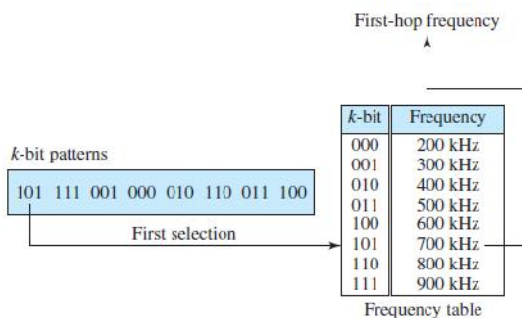 First-hop frequency
k-bit Frequency
000 200 kHz
001 300 kHz
010 400 kHz
011 500 kHz
100 600 kHz
101 700 kHz
110 800 kHz
111 900 kHz
Frequency table
k-bit patterns
101 111 001 000 010 110 011 100
First selection